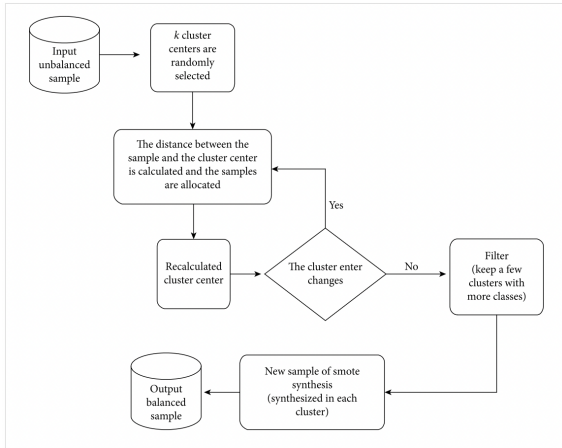 Input
unbalanced
sample
k cluster
centers are
randomly
selected
The distance between the
sample and the cluster center
is calculated and the samples
are allocated
Yes
Recalculated
cluster center
The cluster enter
changes
No
Filter
(keep a few
clusters with
more classes)
New sample of smote
synthesis
(synthesized in each
cluster)
Output
balanced
sample